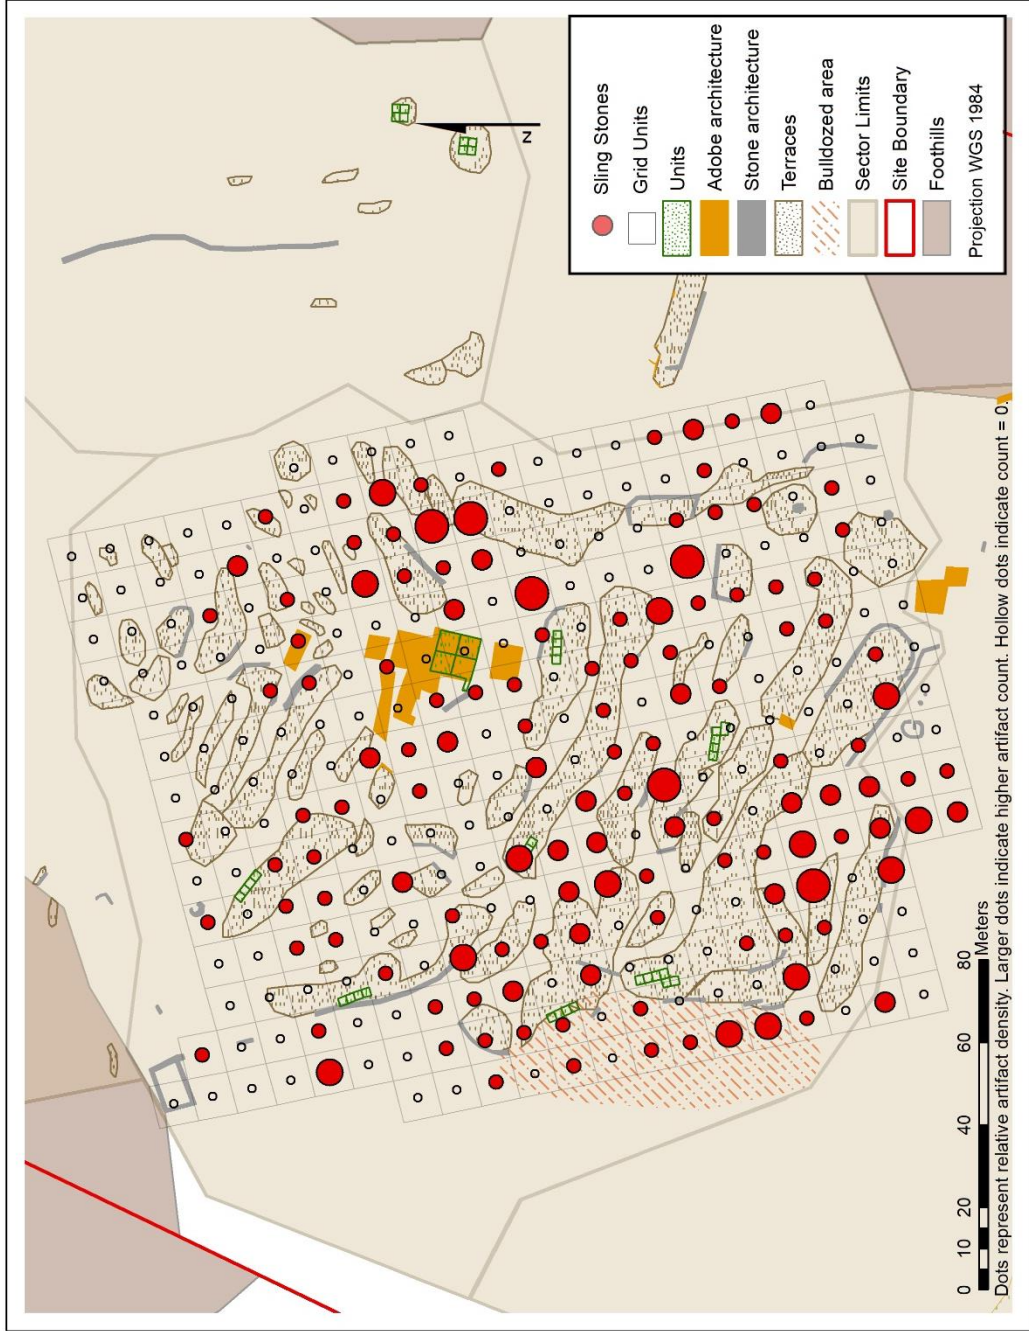 N
Sling Stones
Grid Units
Units
Adobe architecture
Stone architecture
Terraces
Bulldozed area
Sector Limits
Site Boundary
Foothills
Projection WGS 1984
0 10 20 40 60 80
Meters
Dots represent relative artifact density. Larger dots indicate higher artifact count. Hollow dots indicate count = 0.